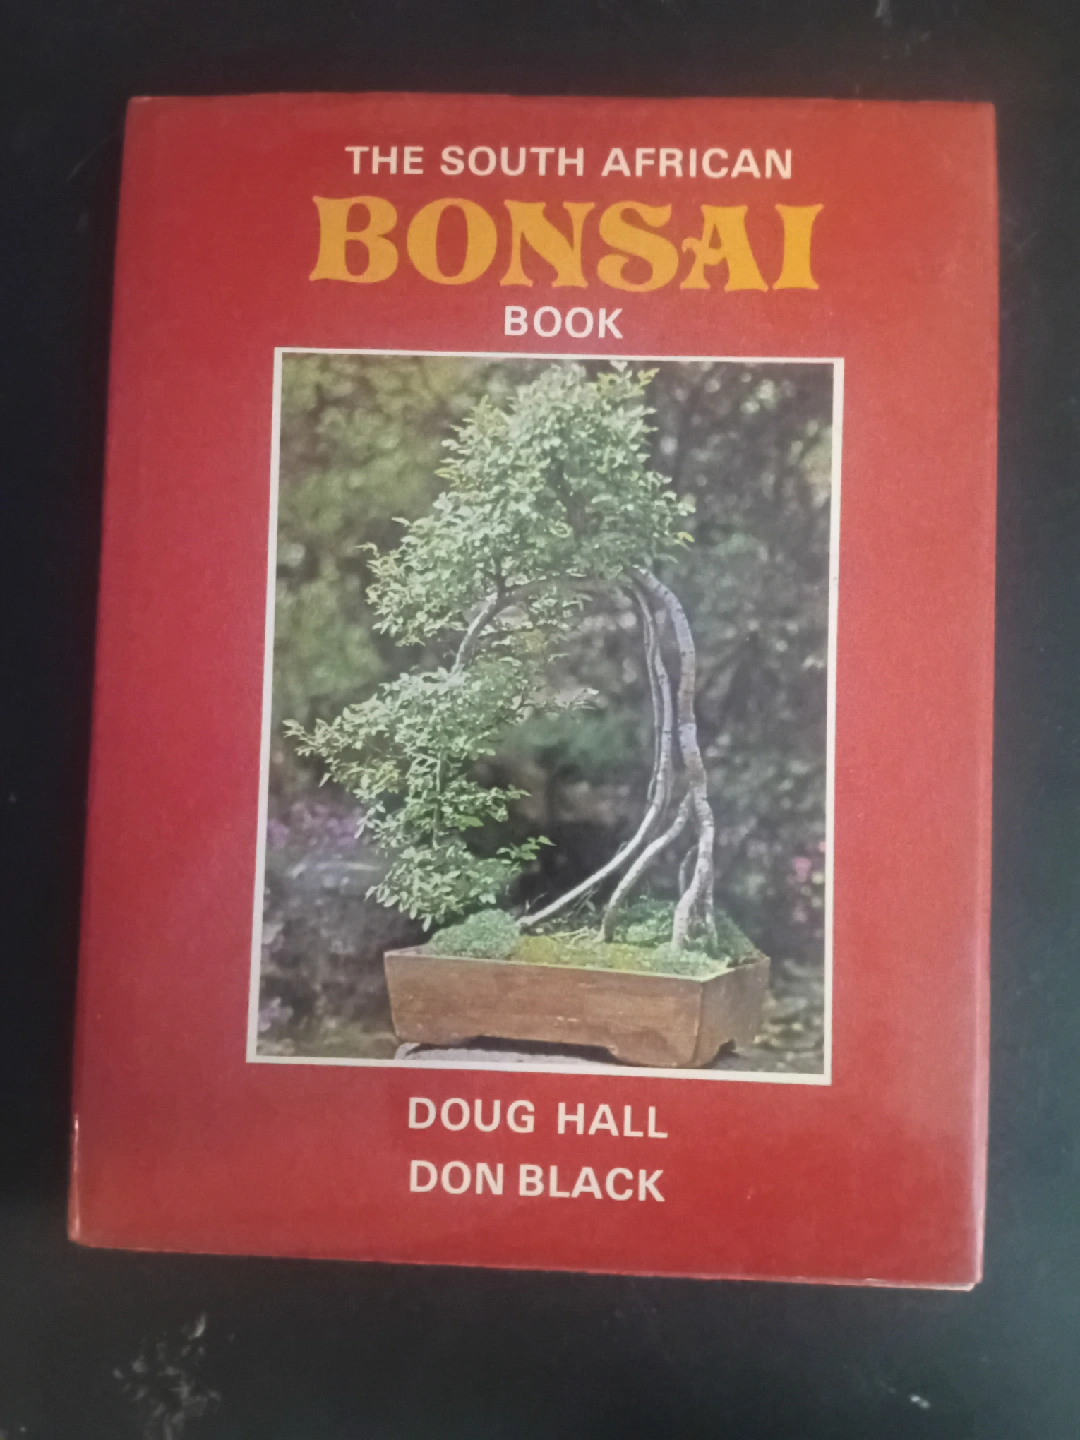 THE SOUTH AFRICAN
BONSAI
BOOK
DOUG HALL
DON BLACK